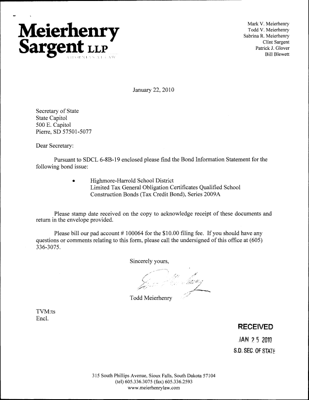 Meierhenry
Sargent LLP
Mark V. Meierhenry
Todd V. Meierhenry
Sabrina R. Meierhenry
Clint Sargent
Patrick J. Glover
Bill Blewett
January 22, 2010
Secretary of State
State Capitol
500 E. Capitol
Pierre, SD 57501-5077
Dear Secretary:
Pursuant to SDCL 6-8B-19 enclosed please find the Bond Information Statement for the
following bond issue:
• Highmore-Harrold School District
Limited Tax General Obligation Certificates Qualified School
Construction Bonds (Tax Credit Bond), Series 2009A
Please stamp date received on the copy to acknowledge receipt of these documents and
return in the envelope provided.
Please bill our pad account # 100064 for the $10.00 filing fee. If you should have any
questions or comments relating to this form, please call the undersigned of this office at (605)
336-3075.
Sincerely yours,
Todd Meierhenry
TVM/ts
Encl.
RECEIVED
JAN 25 2010
S.D. SEC. OF STATE
315 South Phillips Avenue, Sioux Falls, South Dakota 57104
(tel) 605.336.3075 (fax) 605.336.2593
www.meierhenrylaw.com